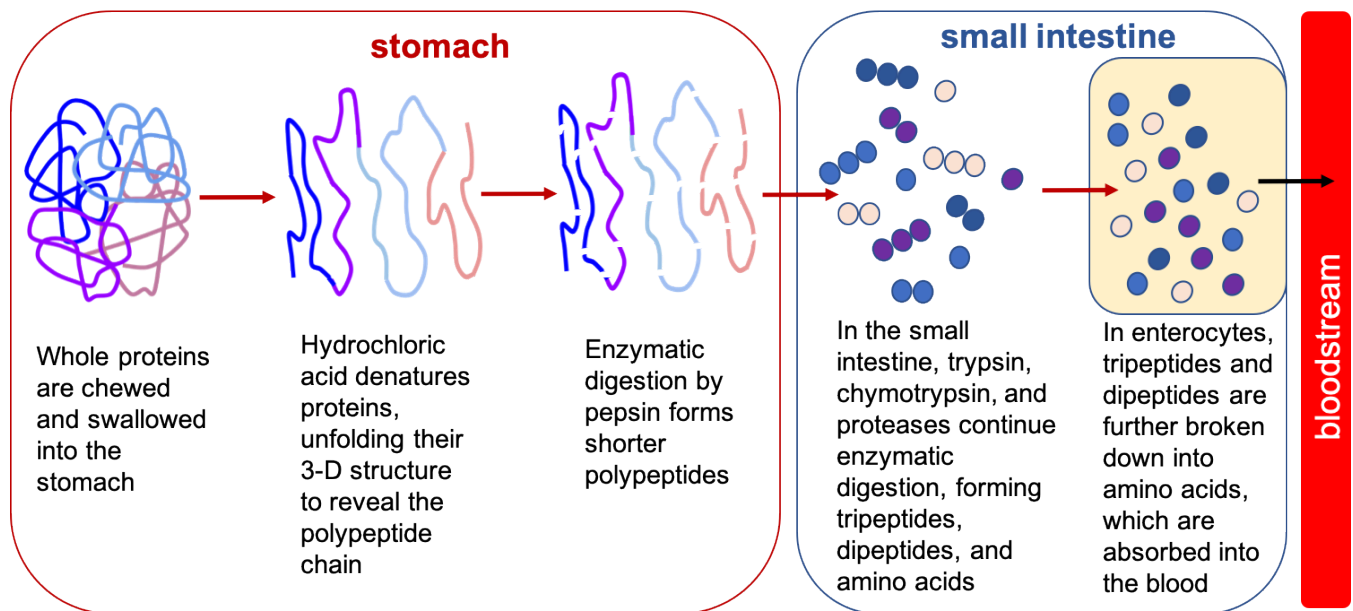 stomach
small intestine
Whole proteins
are chewed
and swallowed
into the
stomach
Hydrochloric
acid denatures
proteins,
unfolding their
3-D structure
to reveal the
polypeptide
chain
Enzymatic
digestion by
pepsin forms
shorter
polypeptides
In the small
intestine, trypsin,
chymotrypsin, and
proteases continue
enzymatic
digestion, forming
tripeptides,
dipeptides, and
amino acids
In enterocytes,
tripeptides and
dipeptides are
further broken
down into
amino acids,
which are
absorbed into
the blood
bloodstream